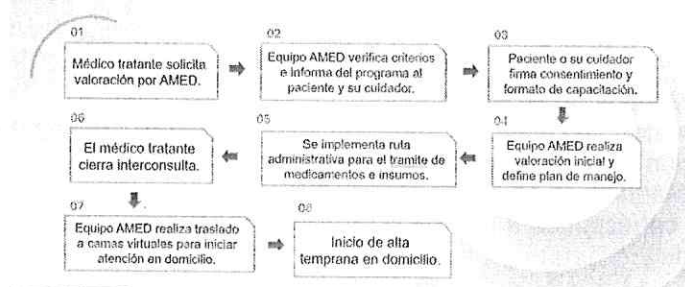 01
Médico tratante solicita
valoración por AMED.
02
Equipo AMED verifica criterios
e informa del programa al
paciente y su cuidador.
03
Paciente o su cuidador
firma consentimiento y
formato de capacitación.
04
Equipo AMED realiza
valoración inicial y
define plan de manejo.
05
Se implementa ruta
administrativa para el tramite de
medicamentos e insumos.
06
El médico tratante
cierra interconsulta.
07
Equipo AMED realiza traslado
a camas virtuales para iniciar
atención en domicilio.
08
Inicio de alta
temprana en domicilio.